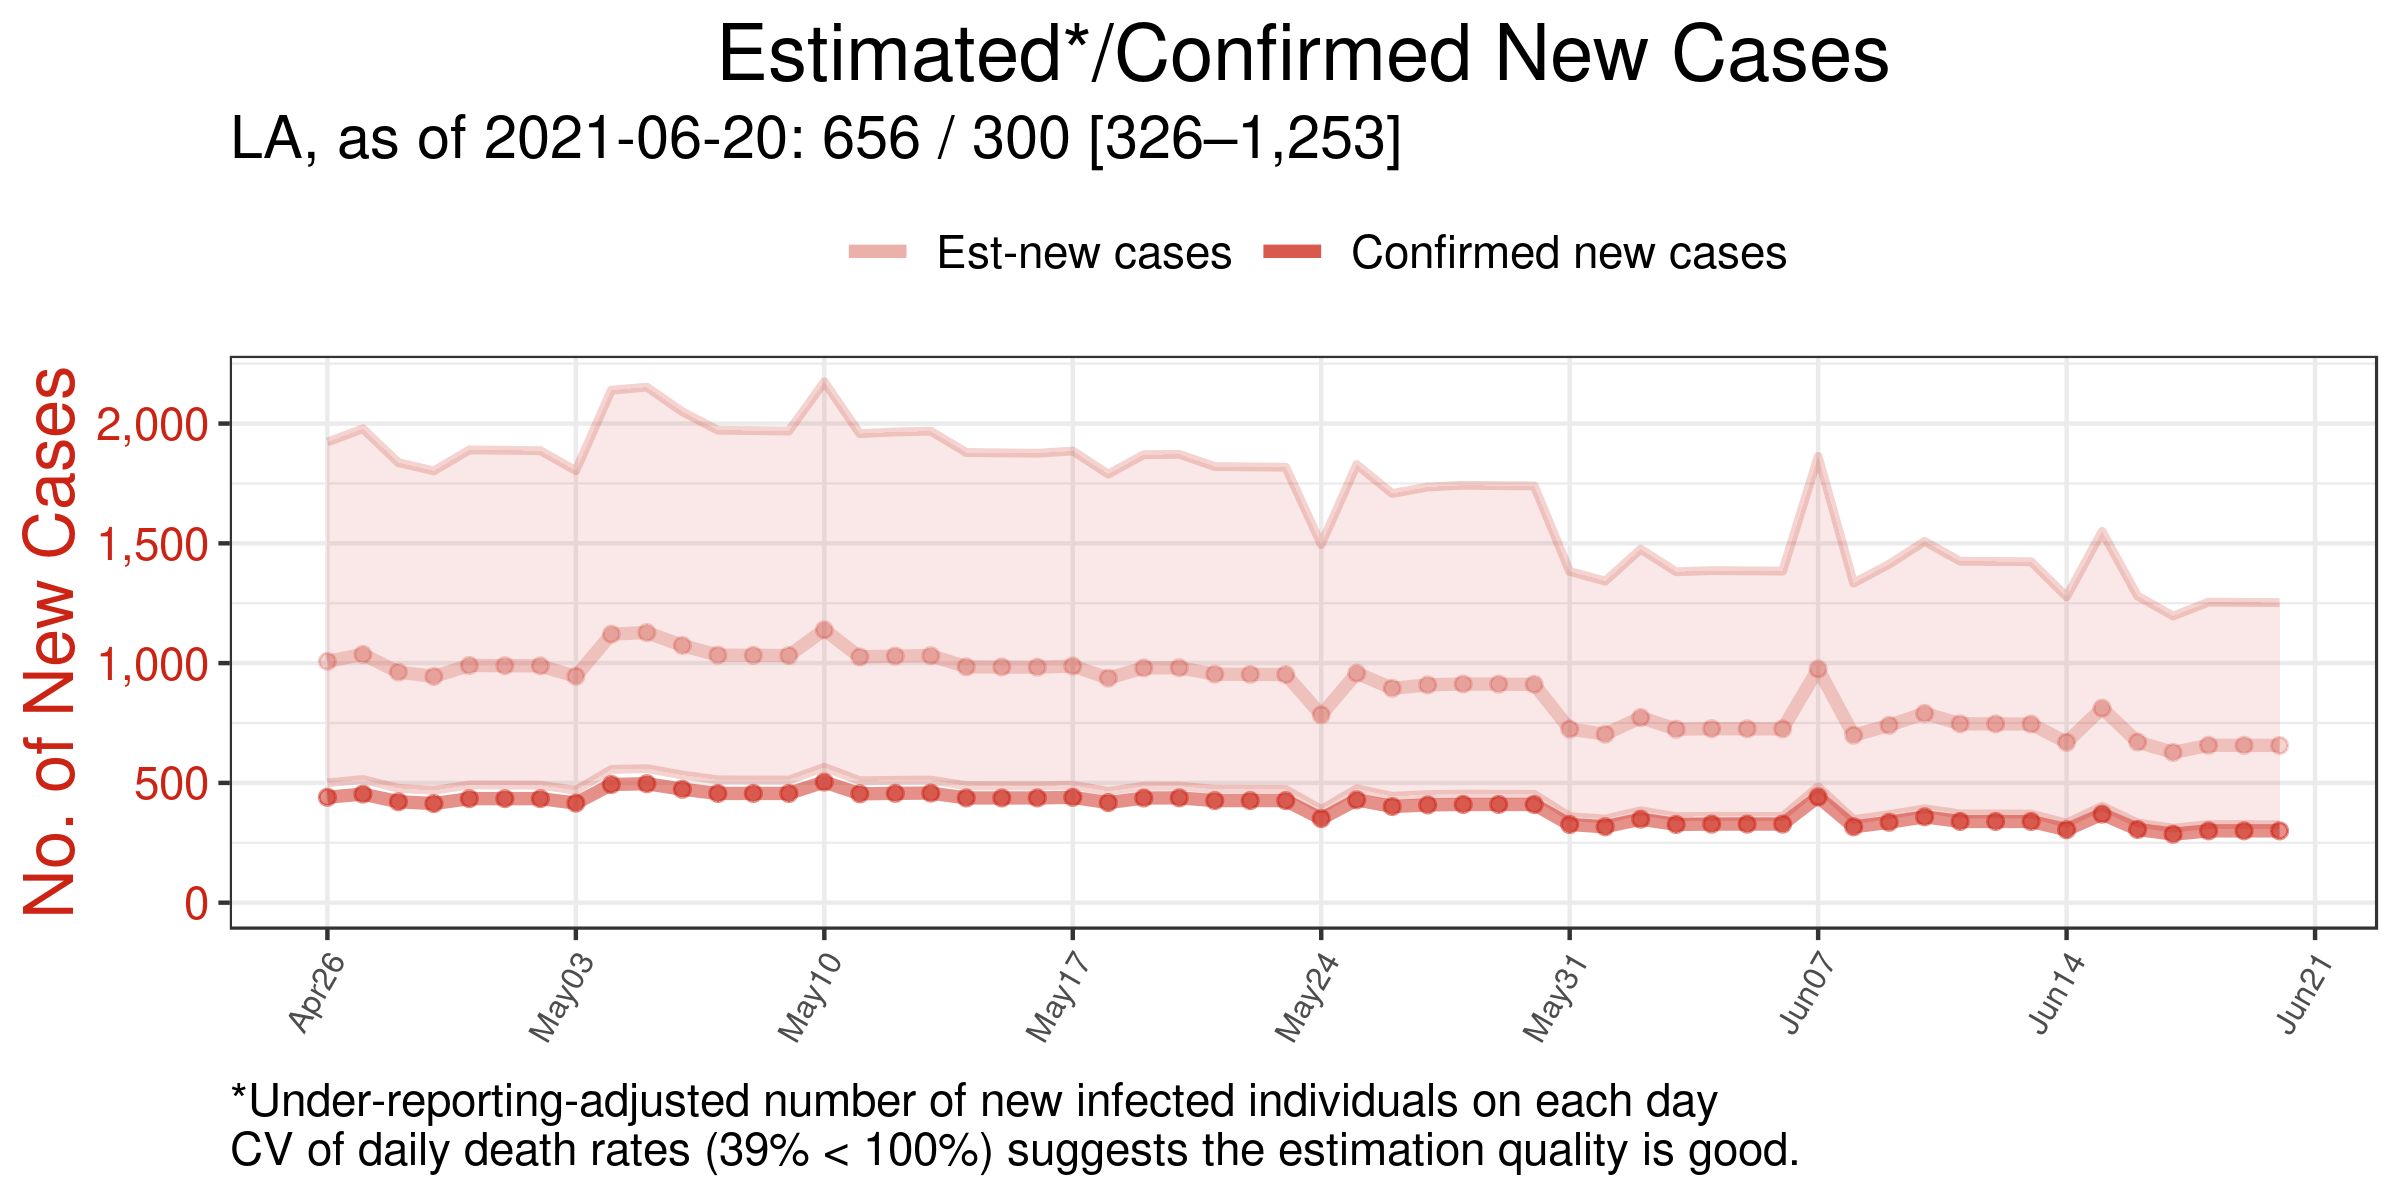 Estimated*/Confirmed New Cases
LA, as of 2021-06-20: 656 / 300 [326–1,253]
Est-new cases
Confirmed new cases
No. of New Cases
2,000
1,500
1,000
500
0
Apr26
May03
May10
May17
May24
May31
Jun07
Jun14
Jun21
*Under-reporting-adjusted number of new infected individuals on each day
CV of daily death rates (39% < 100%) suggests the estimation quality is good.